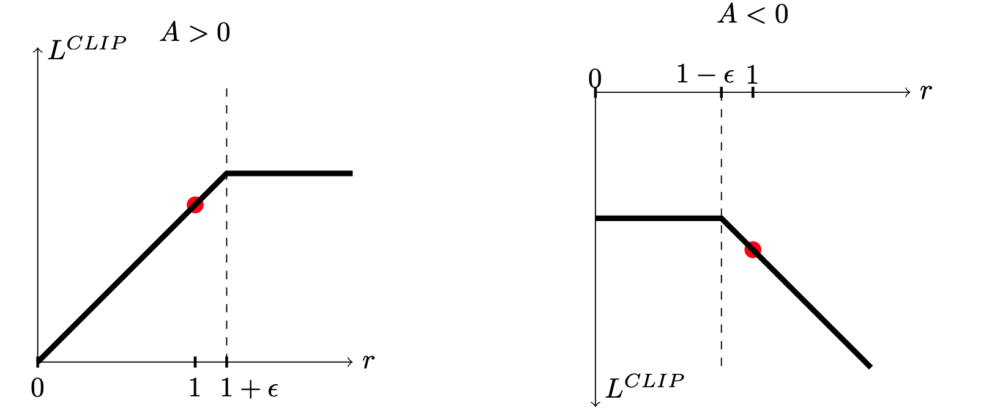 A > 0
L^{CLIP}
0
1
1 + ϵ
r
A < 0
0
1 − ϵ
1
r
L^{CLIP}